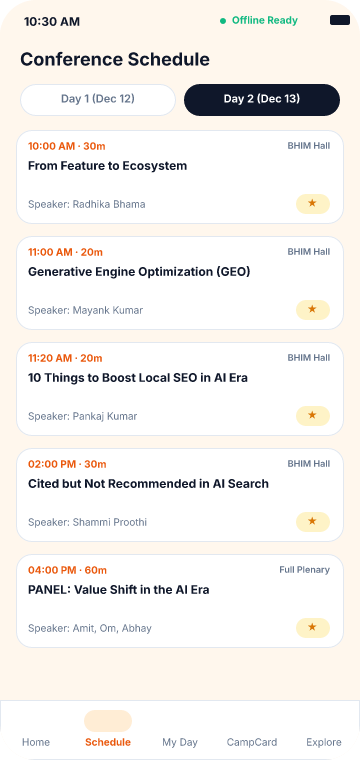 10:30 AM
Offline Ready
Conference Schedule
Day 1 (Dec 12)
Day 2 (Dec 13)
10:00 AM · 30m
BHIM Hall
From Feature to Ecosystem
Speaker: Radhika Bhama
★
11:00 AM · 20m
BHIM Hall
Generative Engine Optimization (GEO)
Speaker: Mayank Kumar
★
11:20 AM · 20m
BHIM Hall
10 Things to Boost Local SEO in AI Era
Speaker: Pankaj Kumar
★
02:00 PM · 30m
BHIM Hall
Cited but Not Recommended in AI Search
Speaker: Shammi Proothi
★
04:00 PM · 60m
Full Plenary
PANEL: Value Shift in the AI Era
Speaker: Amit, Om, Abhay
★
Home
Schedule
My Day
CampCard
Explore